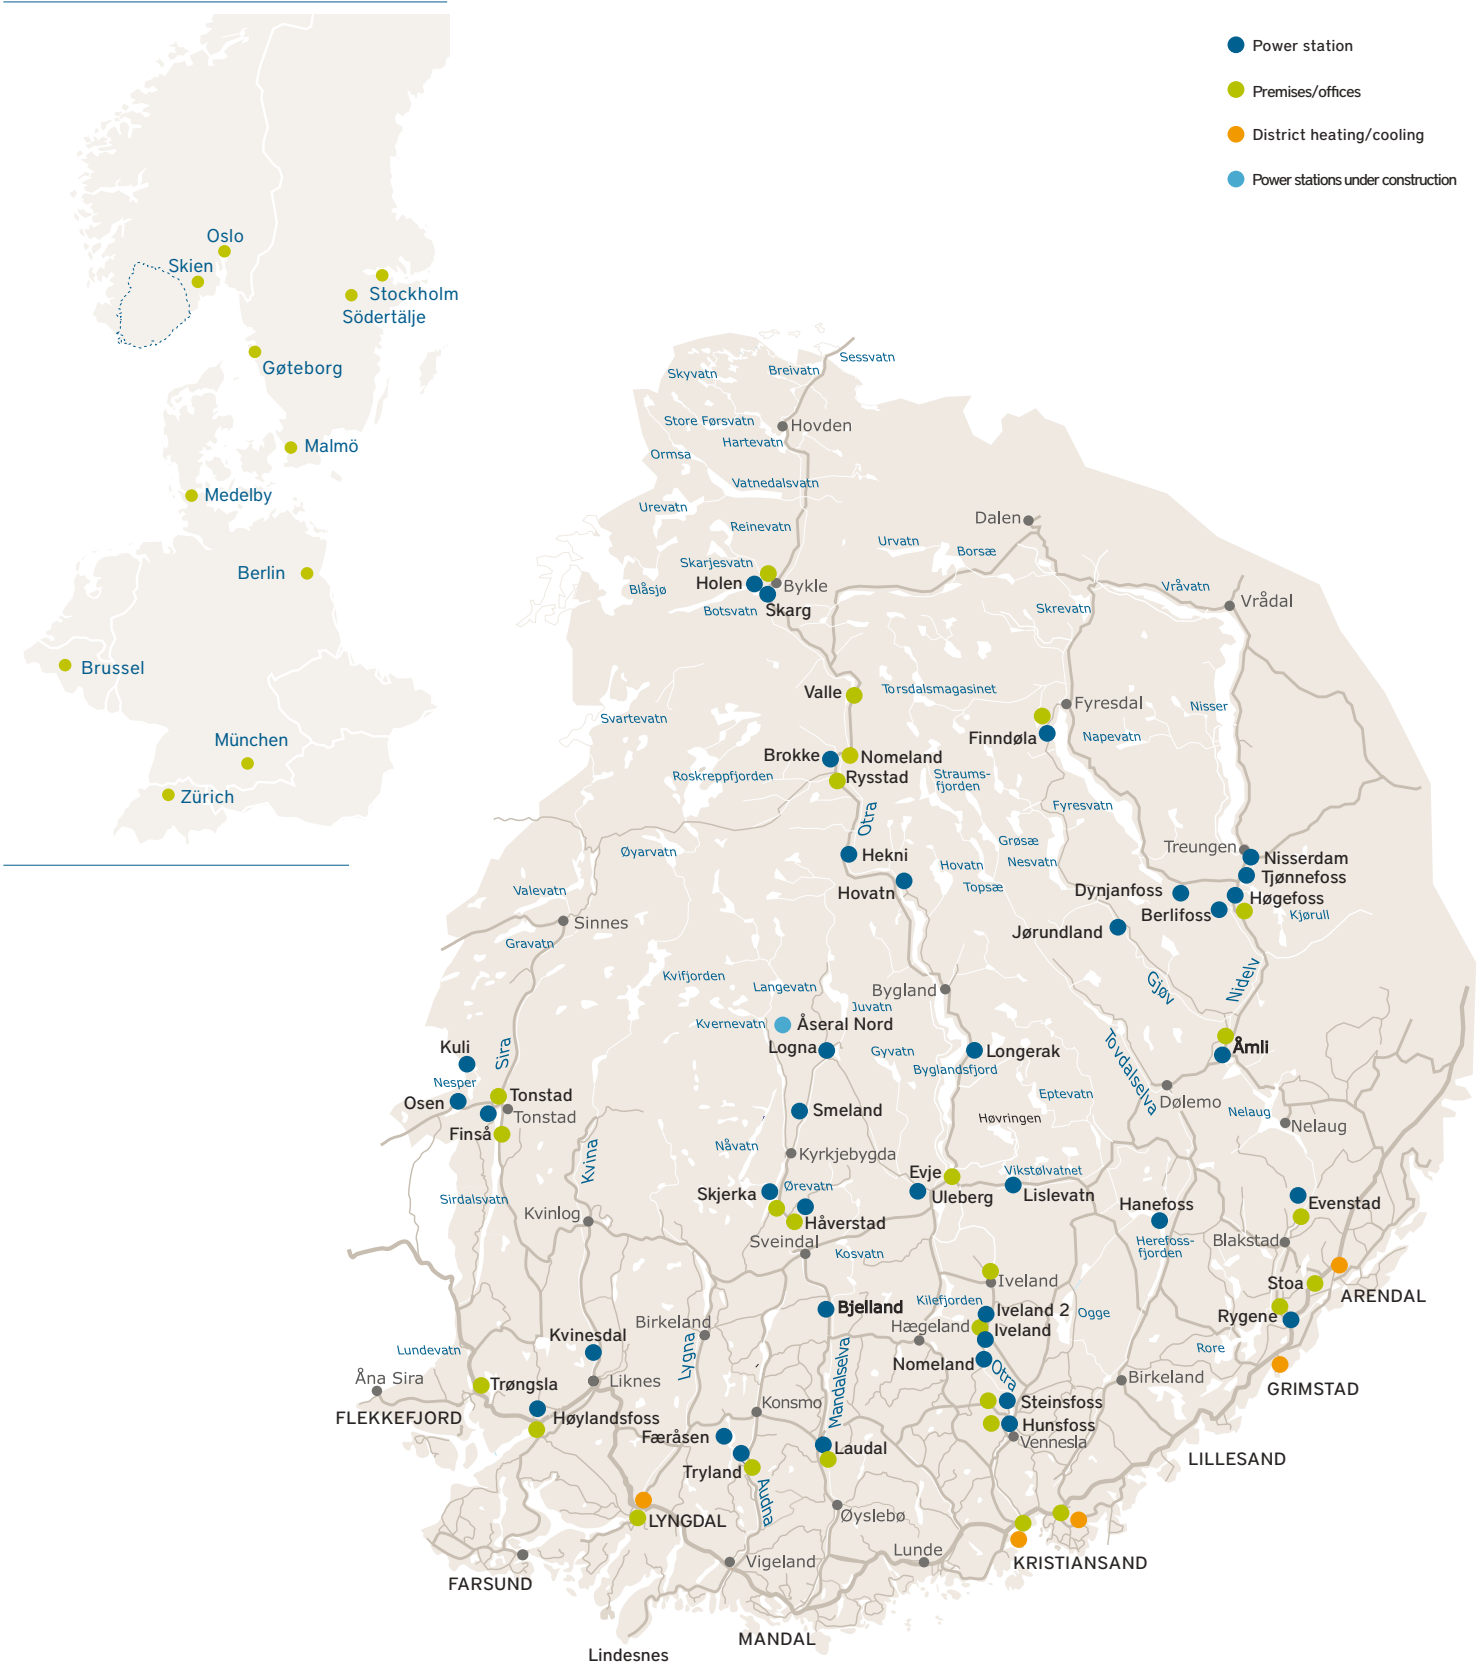 Power station
Premises/offices
District heating/cooling
Power stations under construction
Oslo
Skien
Stockholm
Södertälje
Gøteborg
Malmö
Medelby
Berlin
Brussel
München
Zürich
Sessvatn
Breivatn
Skyvatn
Store Førsvatn
Hovden
Hartevatn
Ormsa
Vatnedalsvatn
Urevatn
Reinevatn
Dalen
Urvatn
Borsæ
Skarjesvatn
Holen
Bykle
Blåsjø
Botsvatn
Skarg
Vråvatn
Vrådal
Skrevatn
Valle
Torsdalsmagasinet
Fyresdal
Nisser
Svartevatn
Finndøla
Napevatn
Brokke
Nomeland
Rysstad
Roskreppfjorden
Straums-
fjorden
Otra
Fyresvatn
Grøsæ
Øyarvatn
Hekni
Hovatn
Nesvatn
Treungen
Nisserdam
Tjønnefoss
Valevatn
Hovatn
Topsæ
Dynjanfoss
Høgefoss
Berlifoss
Kjørull
Sinnes
Jørundland
Gravatn
Kvifjorden
Langevatn
Bygland
Gjøv
Nidelv
Juvatn
Kvernevatn
Åseral Nord
Logna
Gyvatn
Longerak
Byglandsfjord
Tovdalselva
Åmli
Kuli
Sira
Nesper
Osen
Tonstad
Tonstad
Finså
Smeland
Eptevatn
Dølemo
Høvringen
Nelaug
Nelaug
Nåvatn
Kyrkjebygda
Kvina
Evje
Vikstølvatnet
Skjerka
Ørevatn
Uleberg
Lislevatn
Hanefoss
Evenstad
Sirdalsvatn
Kvinlog
Håverstad
Sveindal
Kosvatn
Herefoss-
fjorden
Blakstad
Iveland
Stoa
ARENDAL
Kilefjorden
Bjelland
Iveland 2
Ogge
Rygene
Birkeland
Hægeland
Iveland
Kvinesdal
Lygna
Lundevatn
Nomeland
Otra
Rore
Åna Sira
Trøngsla
Liknes
Birkeland
GRIMSTAD
FLEKKEFJORD
Høylandsfoss
Konsmo
Mandalselva
Steinsfoss
Hunsfoss
Færåsen
Laudal
Vennesla
LILLESAND
Tryland
Audna
LYNGDAL
Øyslebø
Vigeland
Lunde
KRISTIANSAND
FARSUND
MANDAL
Lindesnes